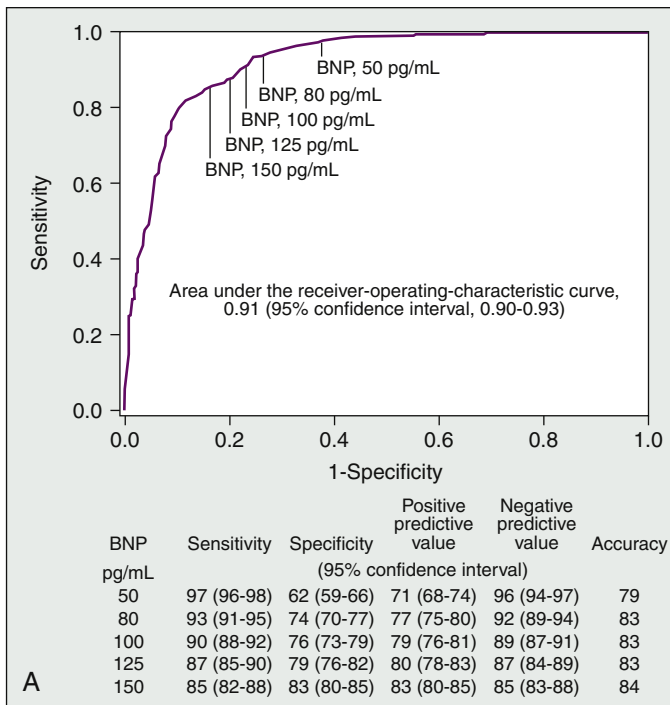 1.0
0.8
0.6
0.4
0.2
0.0
Sensitivity
BNP, 50 pg/mL
BNP, 80 pg/mL
BNP, 100 pg/mL
BNP, 125 pg/mL
BNP, 150 pg/mL
Area under the receiver-operating-characteristic curve,
0.91 (95% confidence interval, 0.90-0.93)
0.0 0.2 0.4 0.6 0.8 1.0
1-Specificity
BNP Sensitivity Specificity Positive predictive value Negative predictive value Accuracy
pg/mL (95% confidence interval)
50 97 (96-98) 62 (59-66) 71 (68-74) 96 (94-97) 79
80 93 (91-95) 74 (70-77) 77 (75-80) 92 (89-94) 83
100 90 (88-92) 76 (73-79) 79 (76-81) 89 (87-91) 83
125 87 (85-90) 79 (76-82) 80 (78-83) 87 (84-89) 83
150 85 (82-88) 83 (80-85) 83 (80-85) 85 (83-88) 84
A